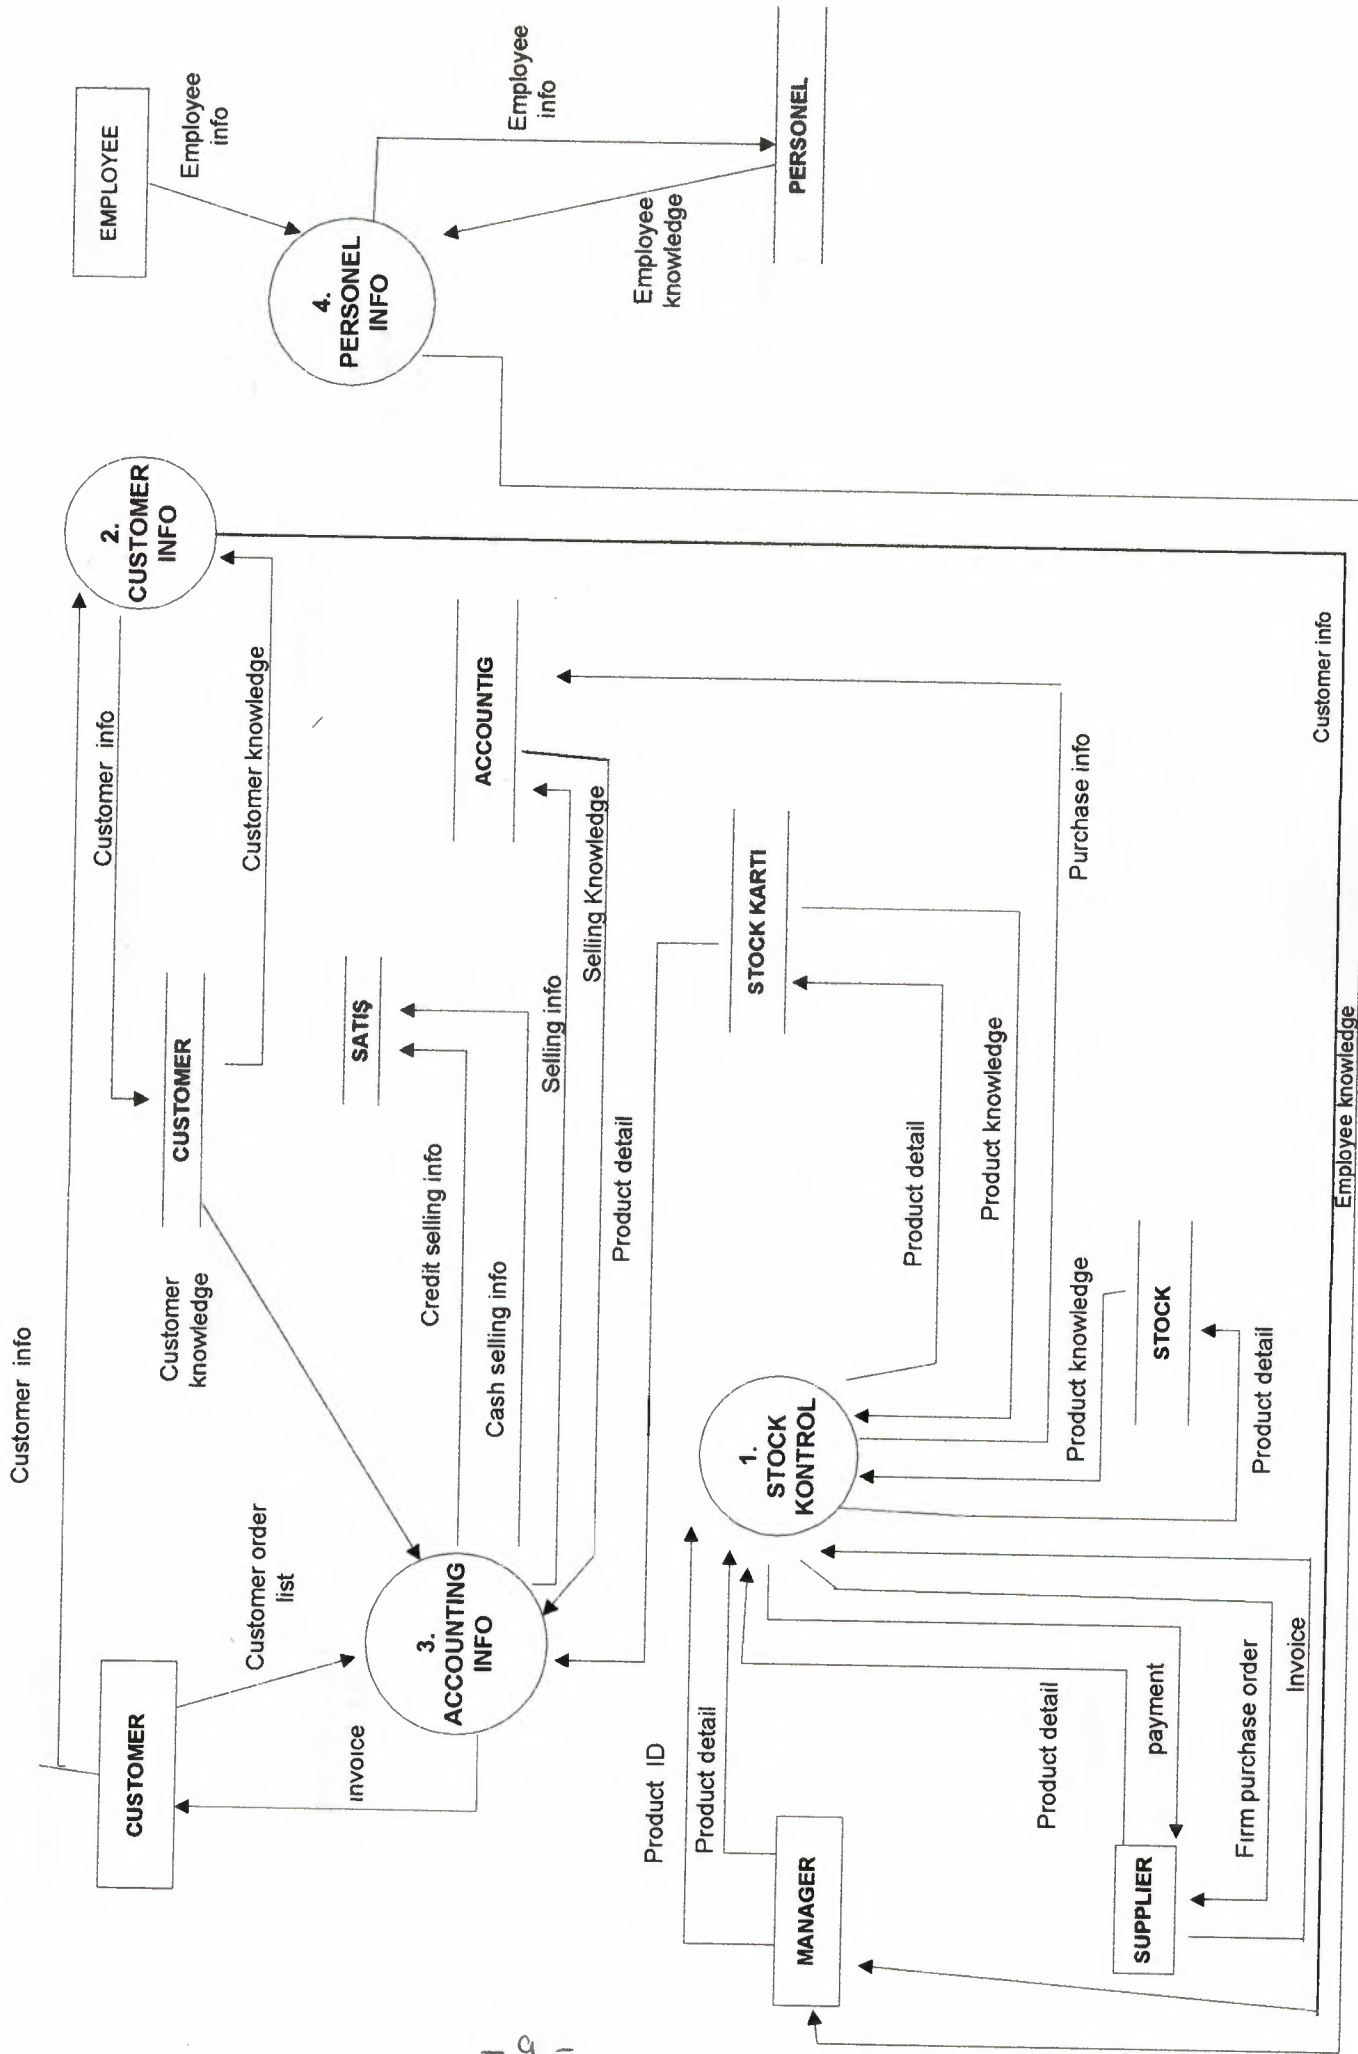 Customer info
CUSTOMER
Customer order
list
invoice
3.
ACCOUNTING
INFO
Customer
knowledge
CUSTOMER
Customer info
Customer knowledge
2.
CUSTOMER
INFO
EMPLOYEE
Employee
info
4.
PERSONEL
INFO
Employee
info
Employee
knowledge
PERSONEL
Credit selling info
Cash selling info
SATIŞ
Selling info
Selling Knowledge
ACCOUNTIG
Product detail
STOCK KARTI
Product ID
Product detail
MANAGER
1.
STOCK
KONTROL
Product detail
Product knowledge
Purchase info
Product knowledge
STOCK
Product detail
Product detail
payment
SUPPLIER
Firm purchase order
Invoice
Customer info
Employee knowledge
- 9 -